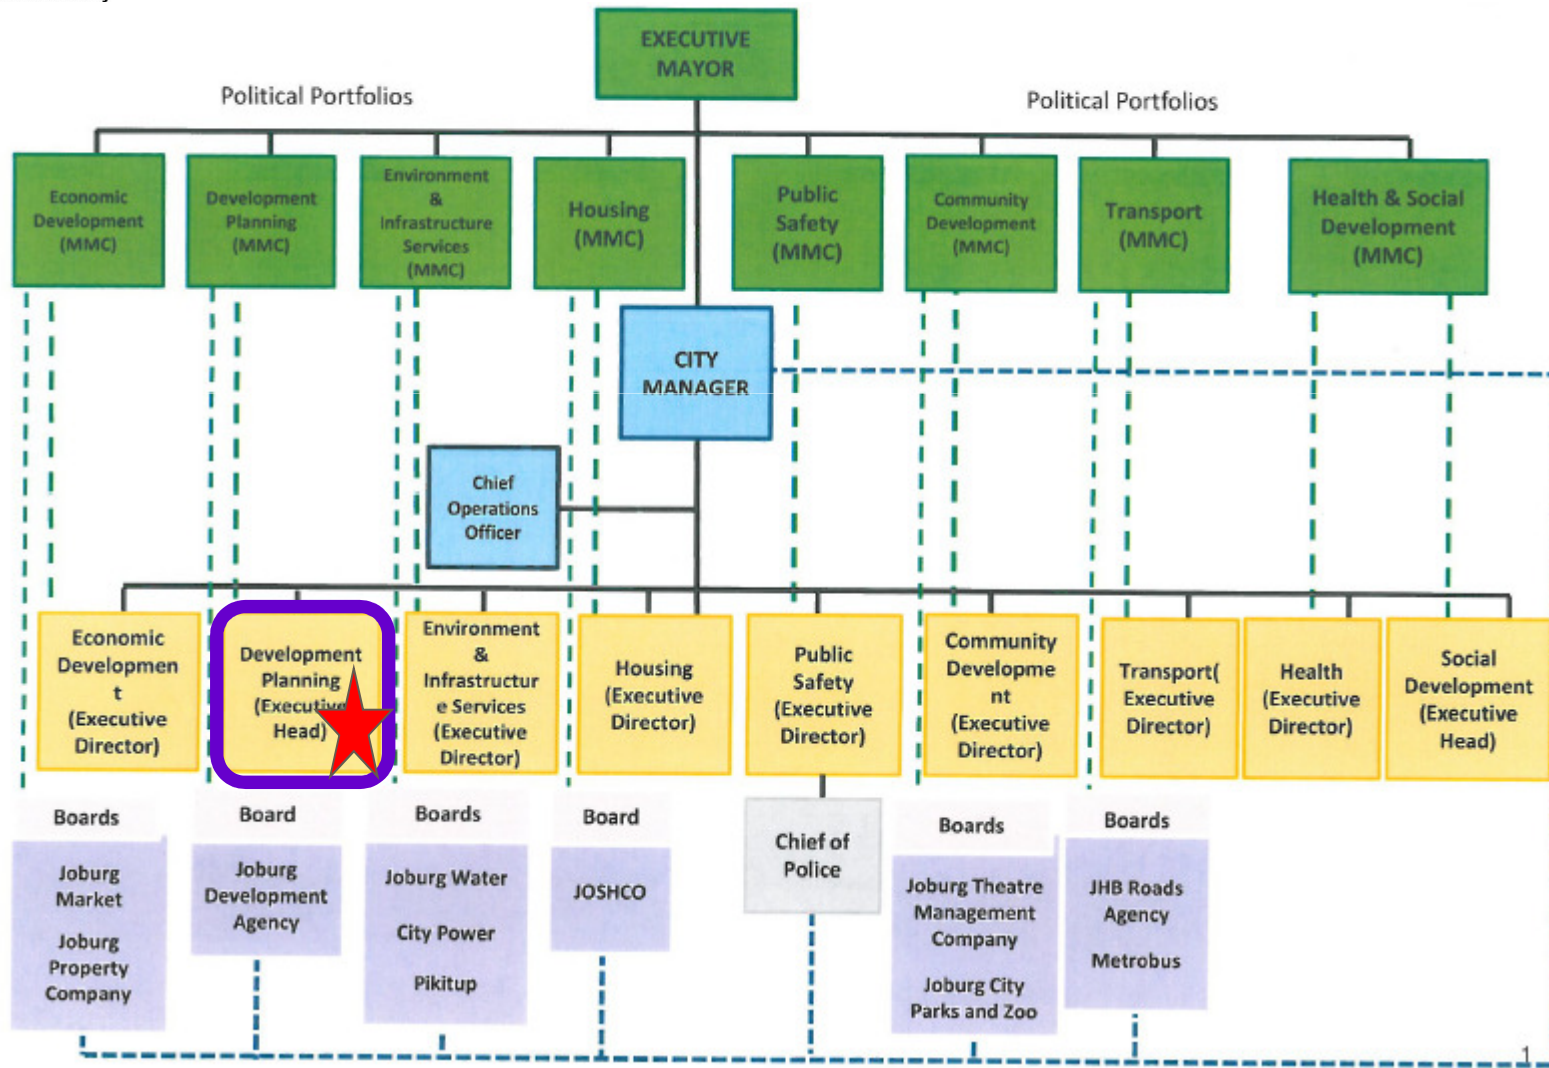 EXECUTIVE
MAYOR
Political Portfolios
Political Portfolios
Economic
Development
(MMC)
Development
Planning
(MMC)
Environment
&
Infrastructure
Services
(MMC)
Housing
(MMC)
Public
Safety
(MMC)
Community
Development
(MMC)
Transport
(MMC)
Health & Social
Development
(MMC)
CITY
MANAGER
Chief
Operations
Officer
Economic
Developmen
t
(Executive
Director)
Development
Planning
(Executive
Head)
Environment
&
Infrastructur
e Services
(Executive
Director)
Housing
(Executive
Director)
Public
Safety
(Executive
Director)
Community
Developme
nt
(Executive
Director)
Transport(
Executive
Director)
Health
(Executive
Director)
Social
Development
(Executive
Head)
Boards
Joburg
Market
Joburg
Property
Company
Board
Joburg
Development
Agency
Boards
Joburg Water
City Power
Pikitup
Board
JOSHCO
Chief of
Police
Boards
Joburg Theatre
Management
Company
Joburg City
Parks and Zoo
Boards
JHB Roads
Agency
Metrobus
1